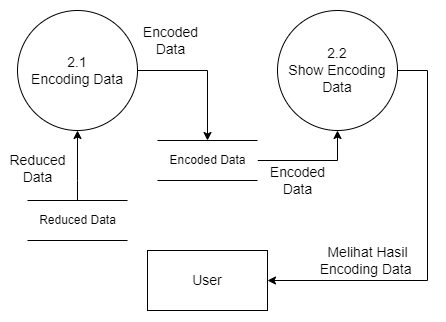 2.1
Encoding Data
Encoded
Data
2.2
Show Encoding
Data
Reduced
Data
Encoded Data
Encoded
Data
Reduced Data
User
Melihat Hasil
Encoding Data